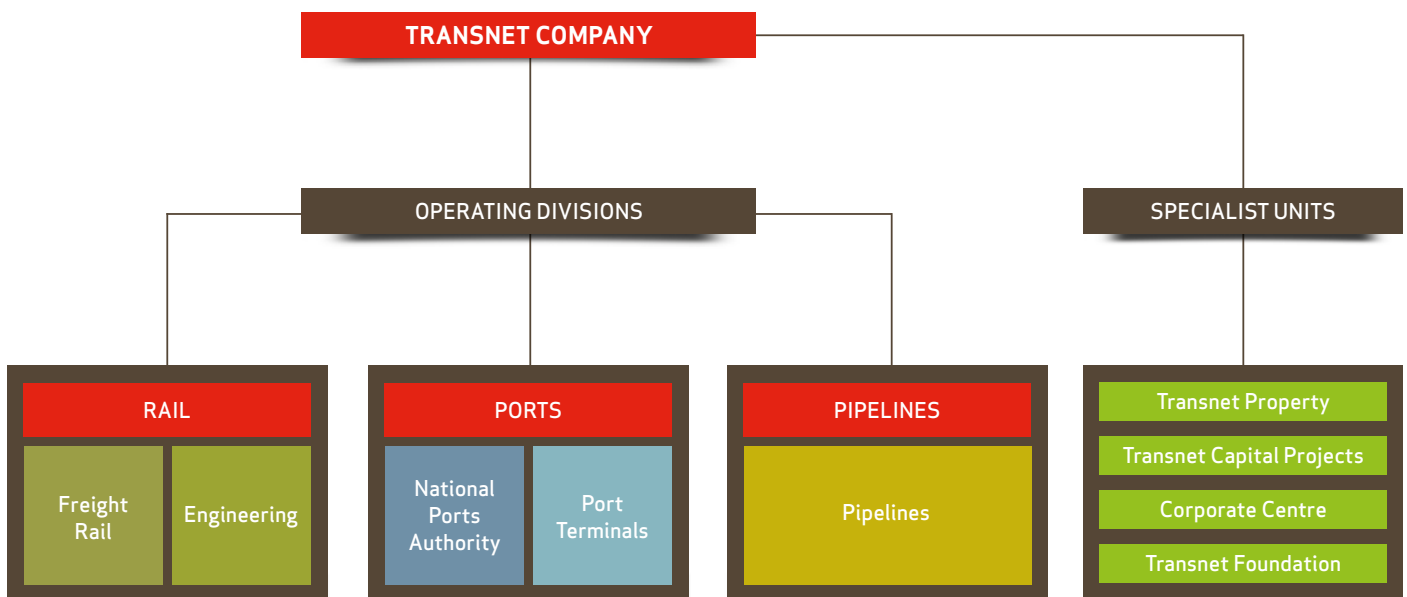 TRANSNET COMPANY
OPERATING DIVISIONS
SPECIALIST UNITS
RAIL
Freight
Rail
Engineering
PORTS
National
Ports
Authority
Port
Terminals
PIPELINES
Pipelines
Transnet Property
Transnet Capital Projects
Corporate Centre
Transnet Foundation